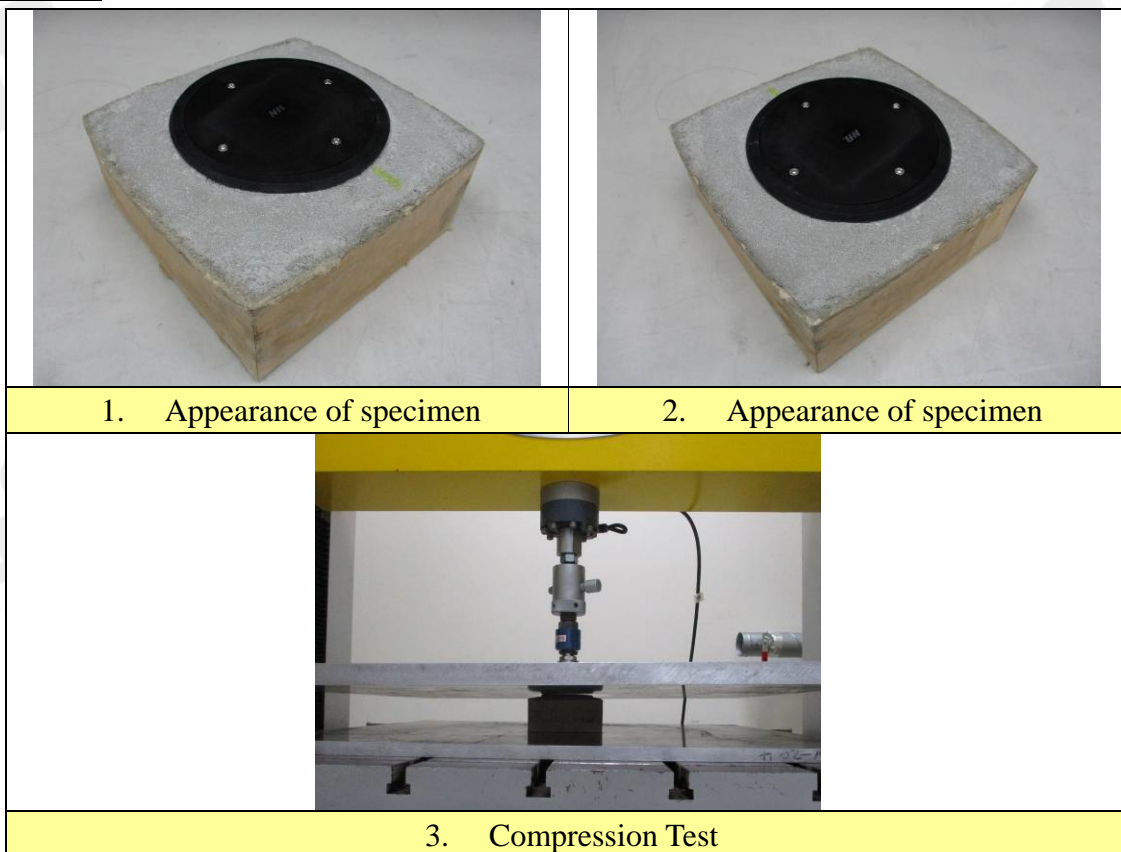 1. Appearance of specimen
2. Appearance of specimen
3. Compression Test